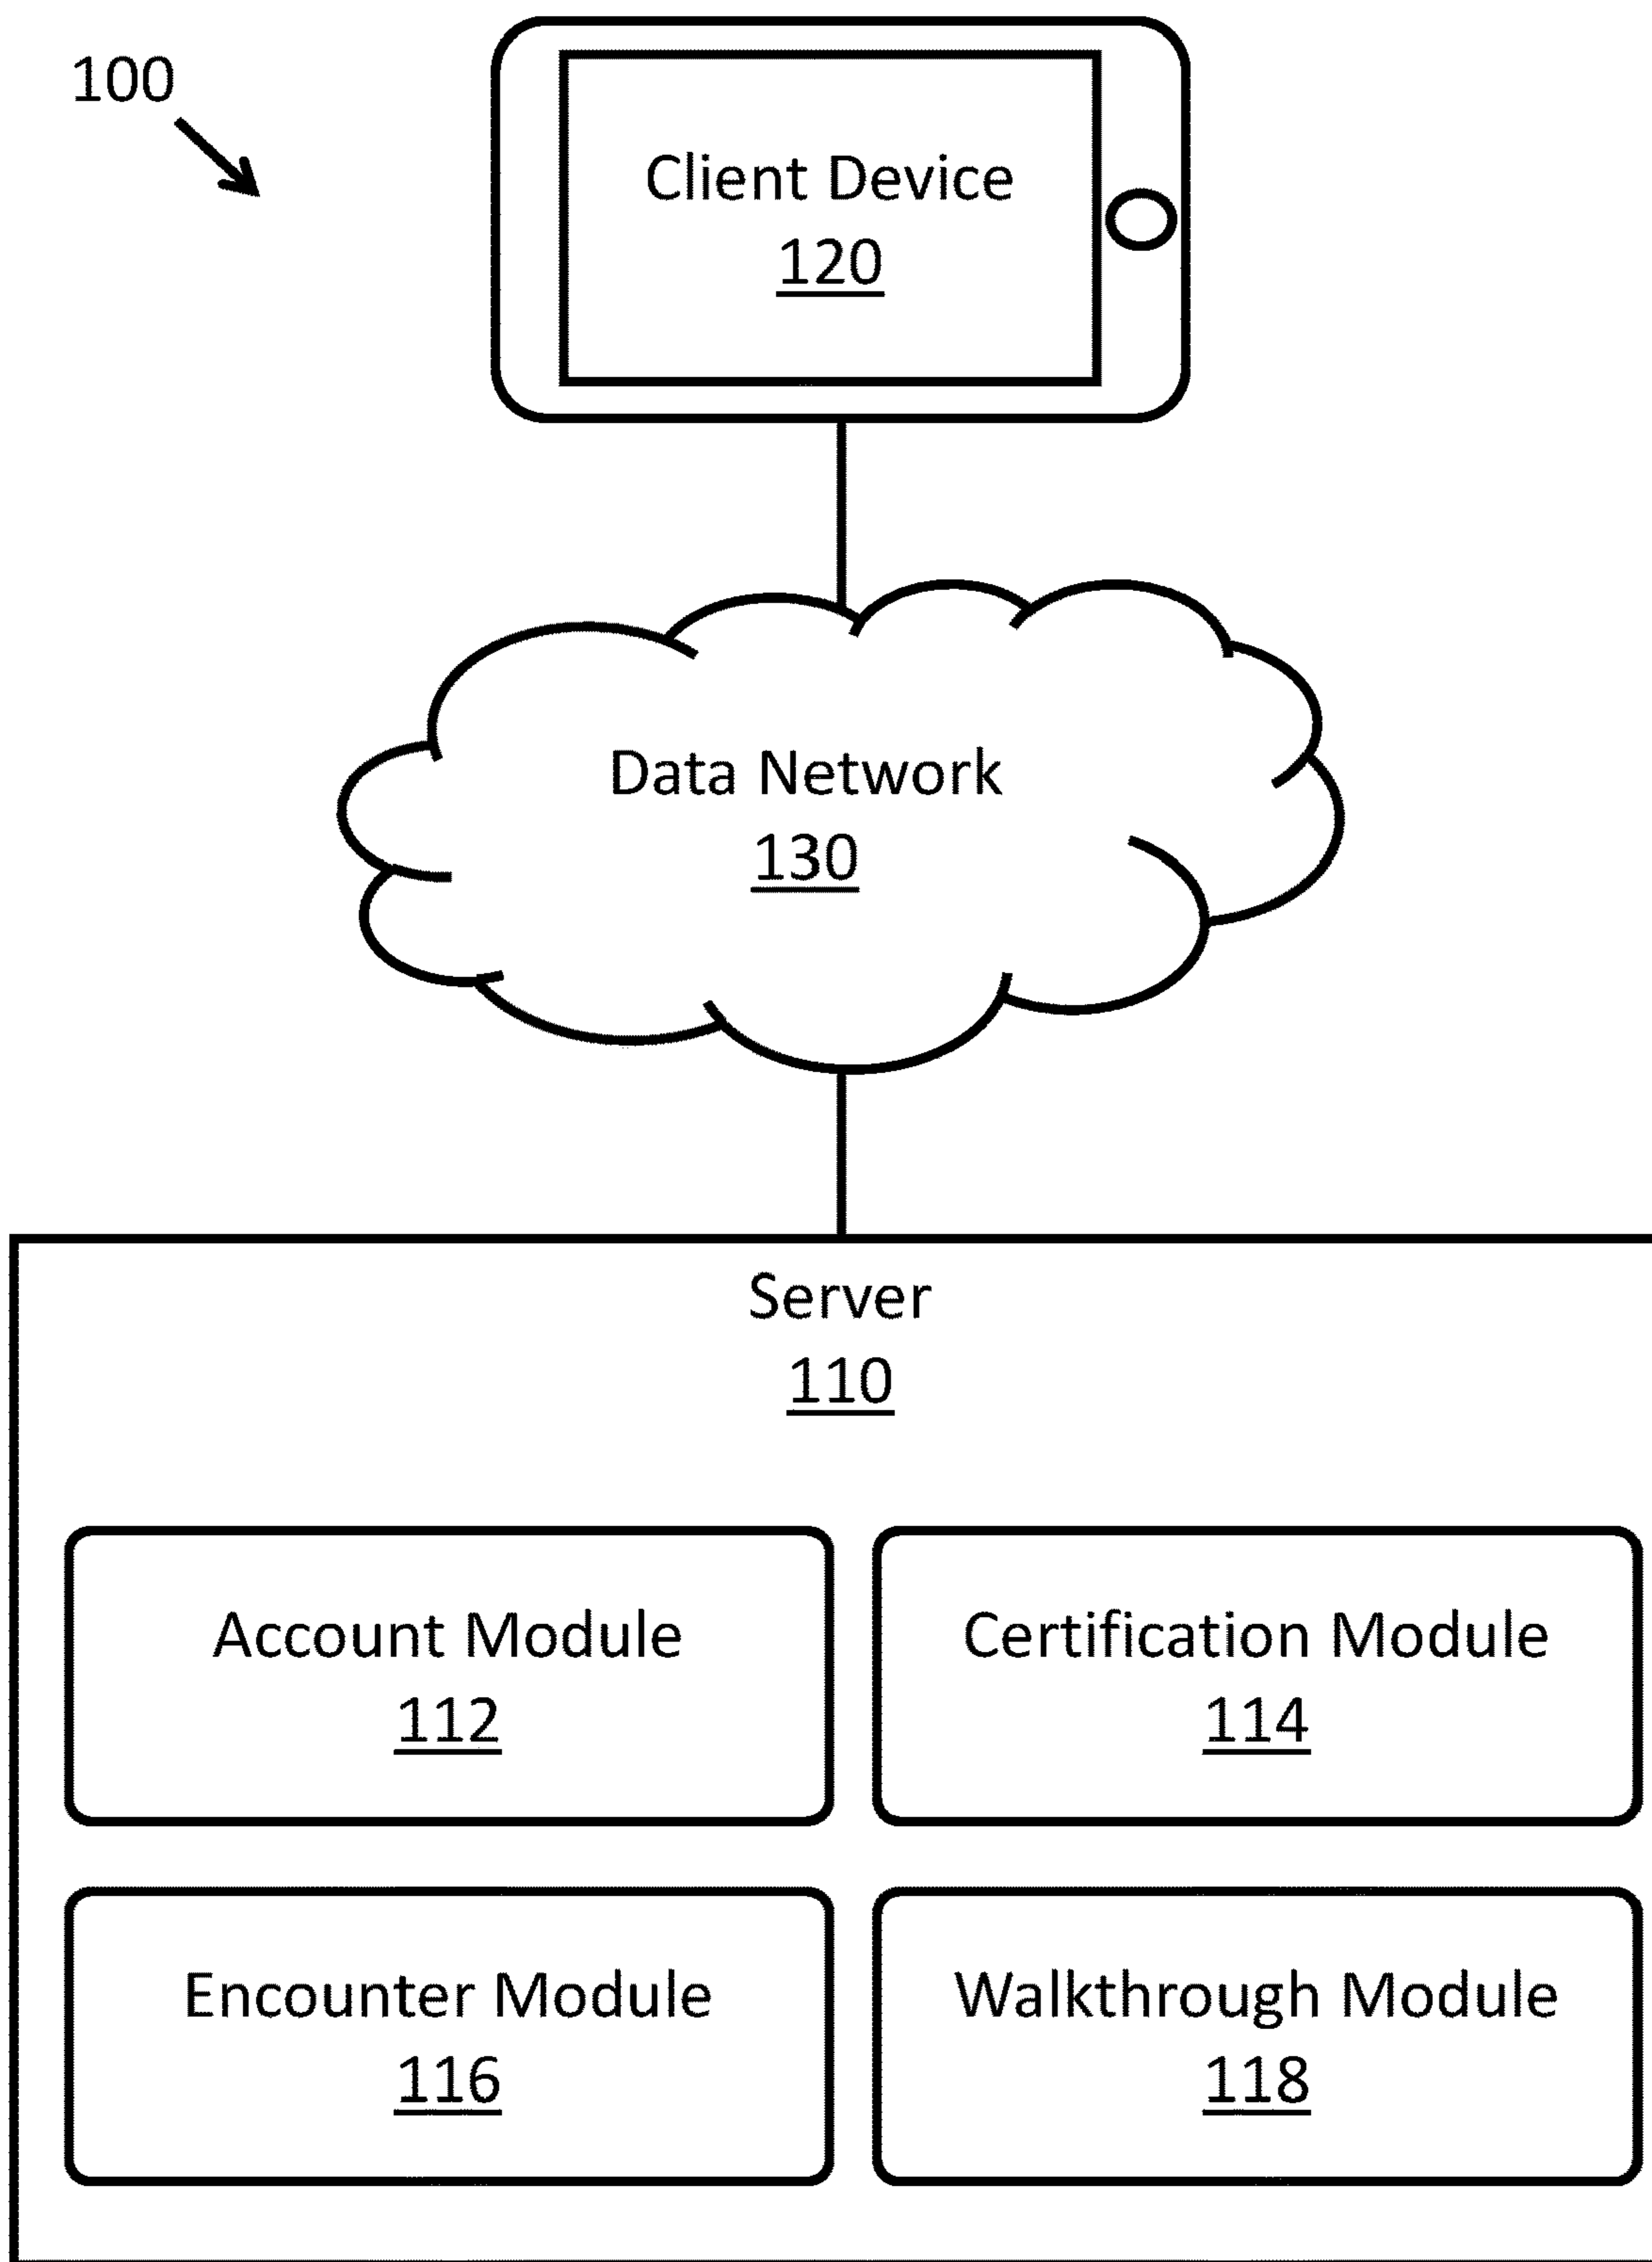 100
Client Device
120
Data Network
130
Server
110
Account Module
112
Certification Module
114
Encounter Module
116
Walkthrough Module
118